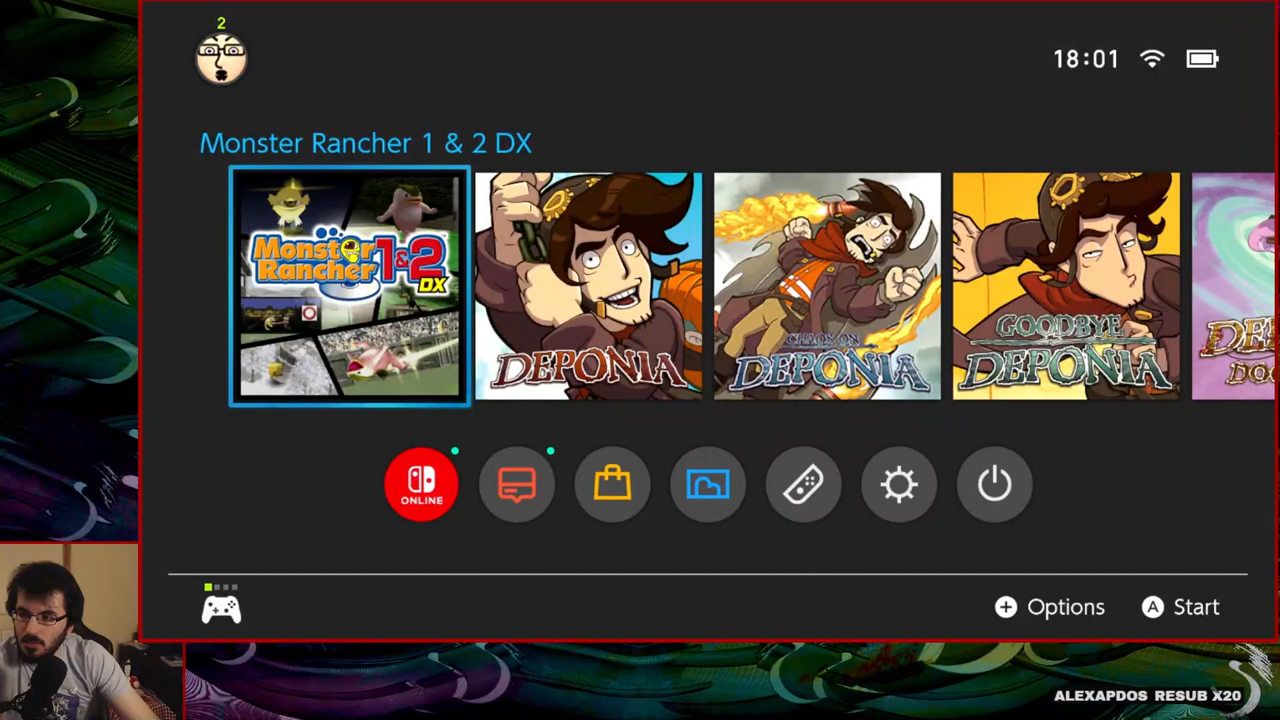 2
18:01
Monster Rancher 1 & 2 DX
Monster Rancher 1&2 DX
DEPONIA
CHAOS ON DEPONIA
GOODBYE DEPONIA
ONLINE
Options
A Start
ALEXAPDOS RESUB X20